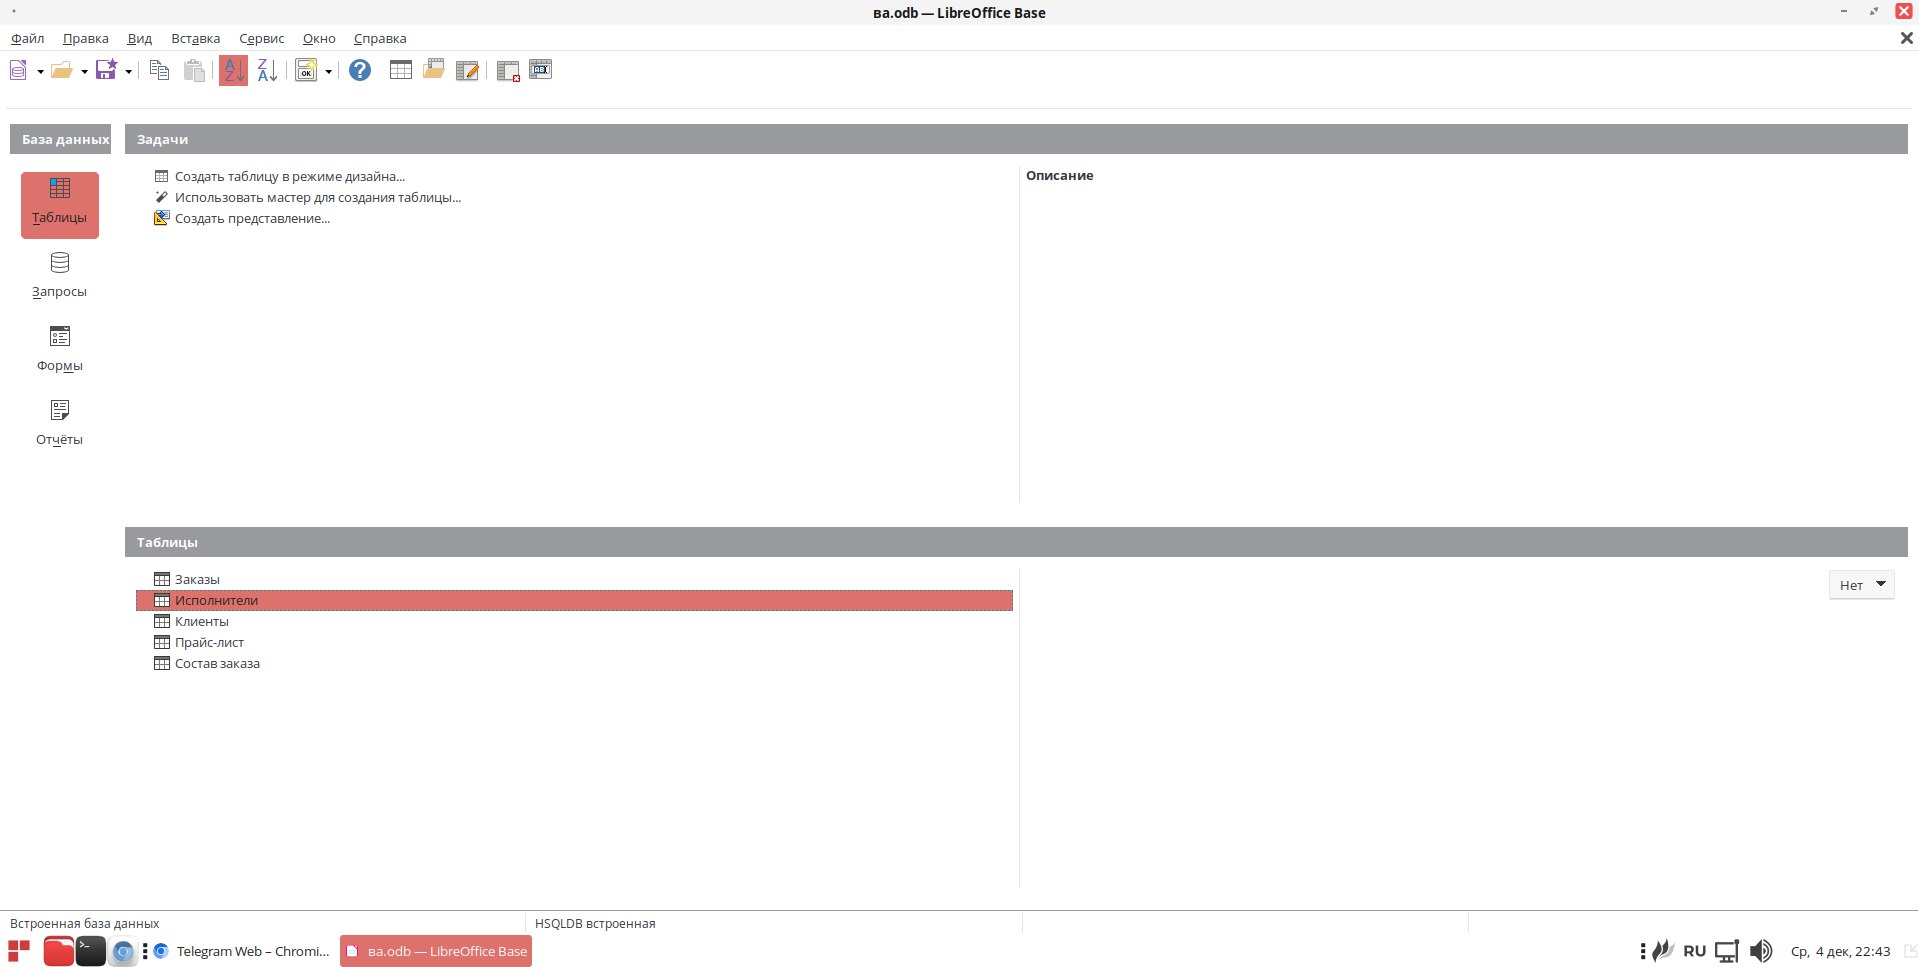 ва.odb — LibreOffice Base
Файл Правка Вид Вставка Сервис Окно Справка
База данных
Задачи
Таблицы
Запросы
Формы
Отчёты
Создать таблицу в режиме дизайна...
Использовать мастер для создания таблицы...
Создать представление...
Описание
Таблицы
Заказы
Исполнители
Клиенты
Прайс-лист
Состав заказа
Нет
Встроенная база данных HSQLDB встроенная
Telegram Web – Chromi... ва.odb — LibreOffice Base RU Ср, 4 дек, 22:43